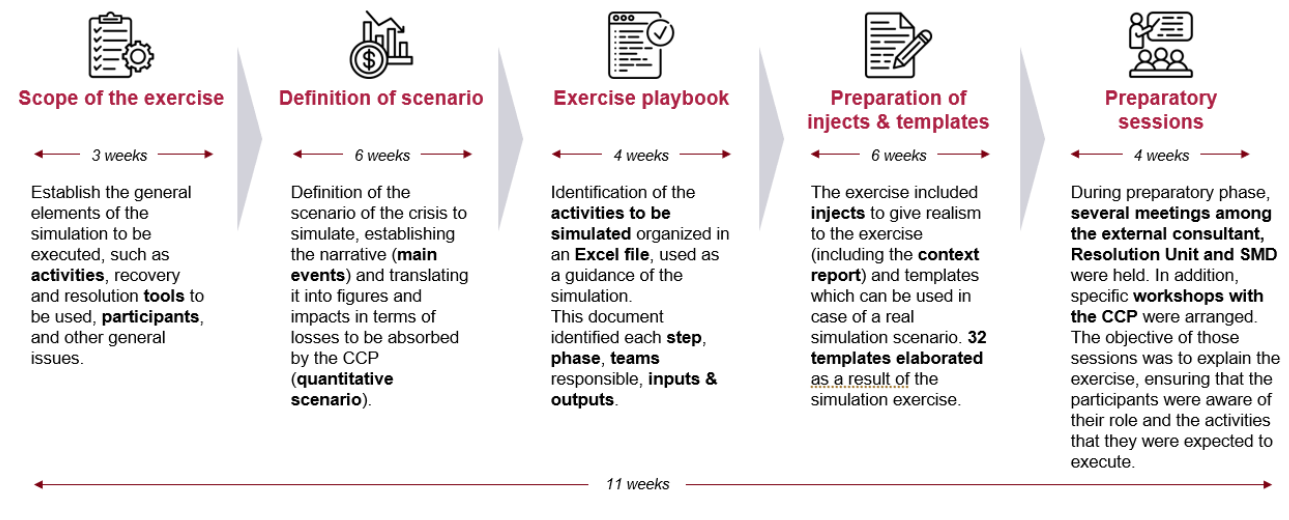 Scope of the exercise
3 weeks
Establish the general
elements of the
simulation to be
executed, such as
activities, recovery
and resolution tools to
be used, participants,
and other general
issues.
Definition of scenario
6 weeks
Definition of the
scenario of the crisis to
simulate, establishing
the narrative (main
events) and translating
it into figures and
impacts in terms of
losses to be absorbed
by the CCP
(quantitative
scenario).
Exercise playbook
4 weeks
Identification of the
activities to be
simulated organized in
an Excel file, used as
a guidance of the
simulation.
This document
identified each step,
phase, teams
responsible, inputs &
outputs.
Preparation of
injects & templates
6 weeks
The exercise included
injects to give realism
to the exercise
(including the context
report) and templates
which can be used in
case of a real
simulation scenario. 32
templates elaborated
as a result of the
simulation exercise.
Preparatory
sessions
4 weeks
During preparatory phase,
several meetings among
the external consultant,
Resolution Unit and SMD
were held. In addition,
specific workshops with
the CCP were arranged.
The objective of those
sessions was to explain the
exercise, ensuring that the
participants were aware of
their role and the activities
that they were expected to
execute.
11 weeks